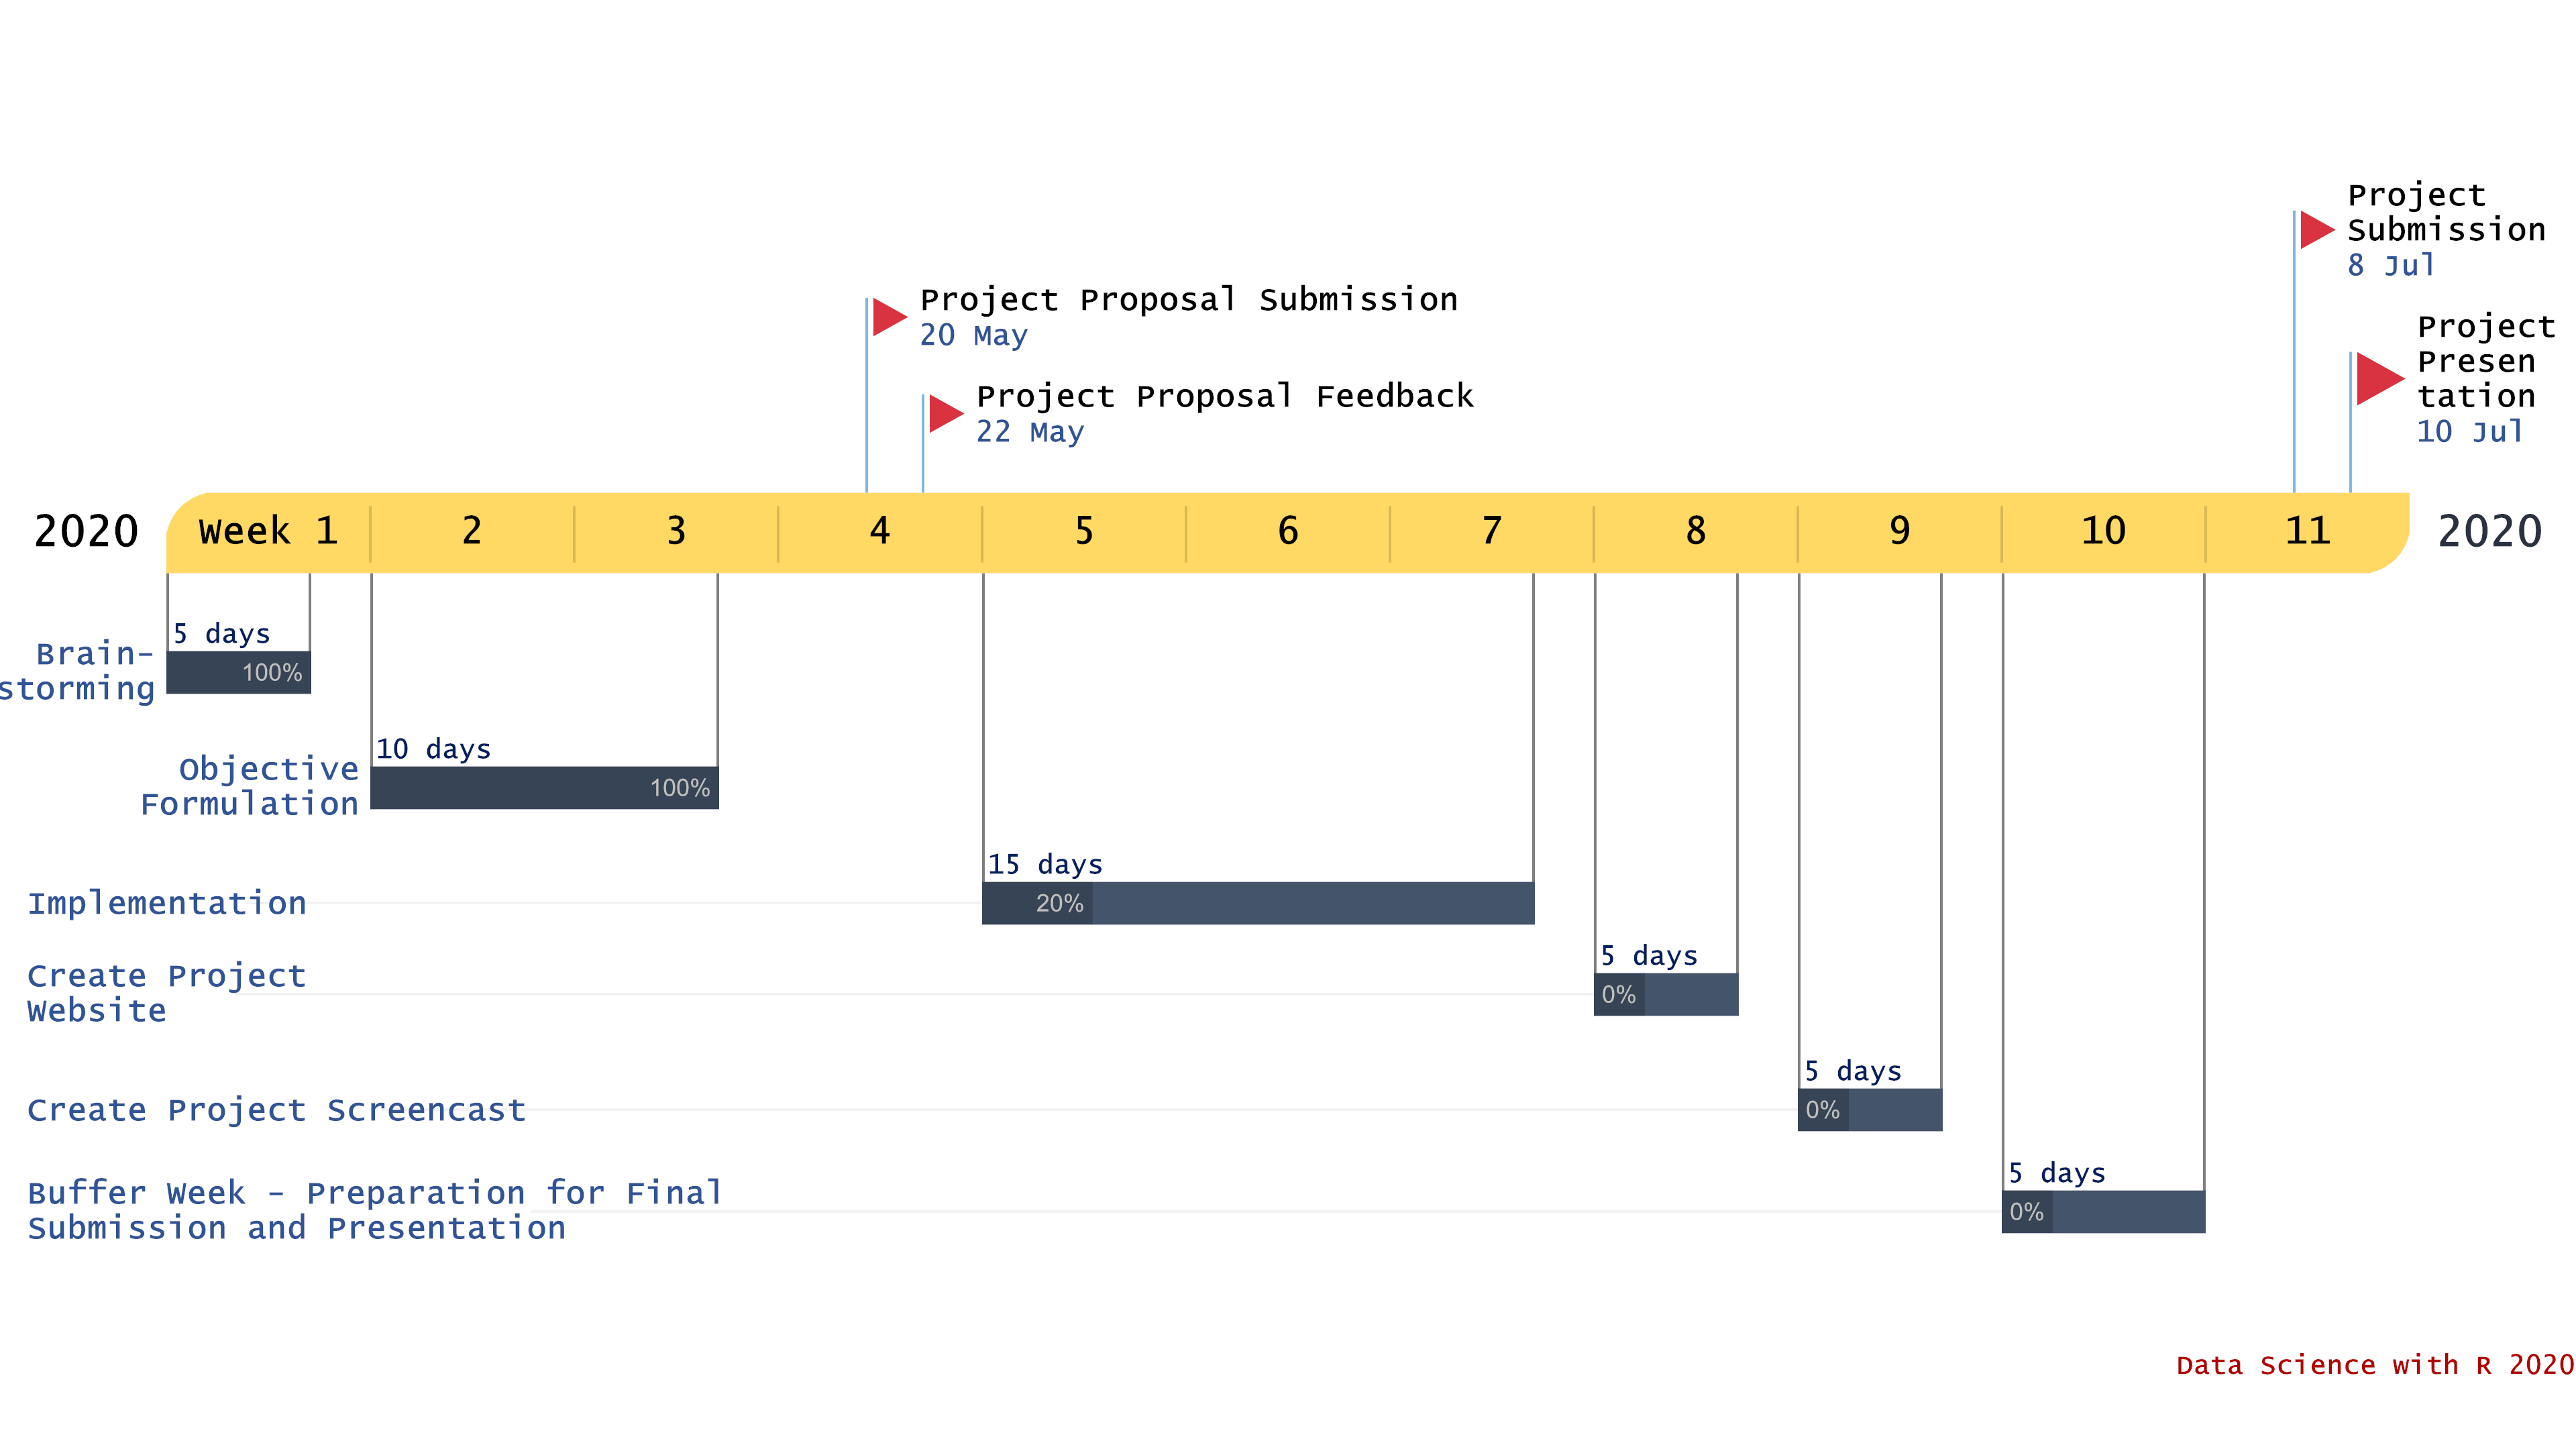 Project
Submission
8 Jul
Project Proposal Submission
20 May
Project
Presen
tation
10 Jul
Project Proposal Feedback
22 May
2020 Week 1 2 3 4 5 6 7 8 9 10 11 2020
5 days
Brain-
storming
100%
10 days
Objective
Formulation
100%
15 days
Implementation
20%
5 days
Create Project
Website
0%
5 days
Create Project Screencast
0%
5 days
Buffer Week - Preparation for Final
Submission and Presentation
0%
Data Science with R 2020